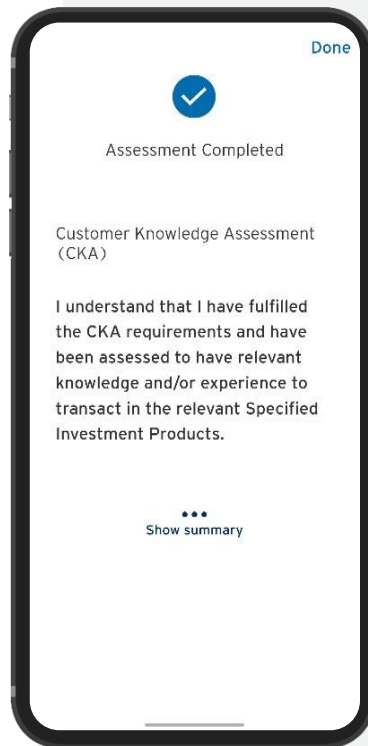 Done
Assessment Completed
Customer Knowledge Assessment
(CKA)
I understand that I have fulfilled
the CKA requirements and have
been assessed to have relevant
knowledge and/or experience to
transact in the relevant Specified
Investment Products.
Show summary